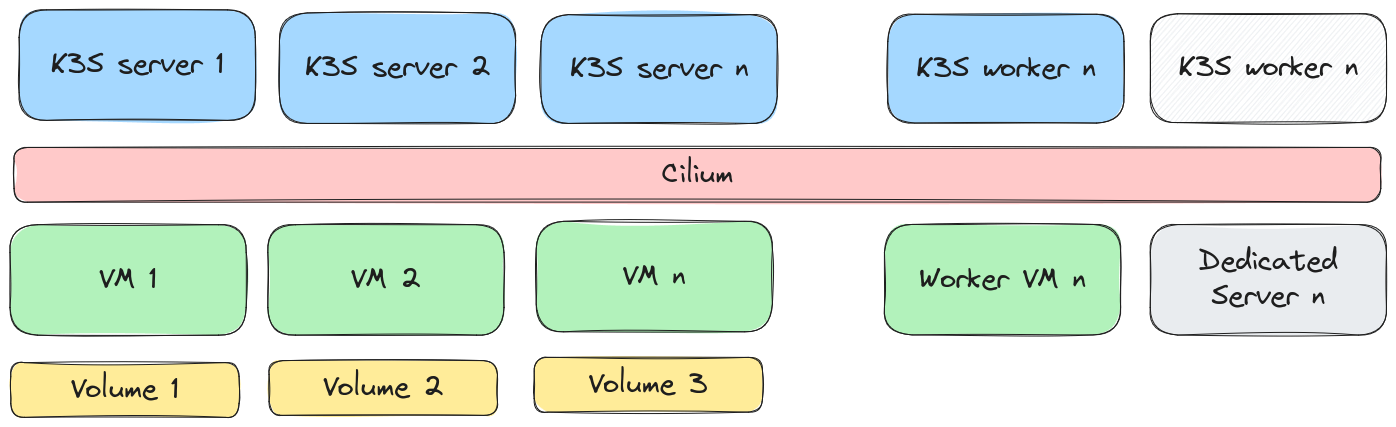 K3S server 1
K3S server 2
K3S server n
K3S worker n
K3S worker n
Cilium
VM 1
VM 2
VM n
Worker VM n
Dedicated
Server n
Volume 1
Volume 2
Volume 3